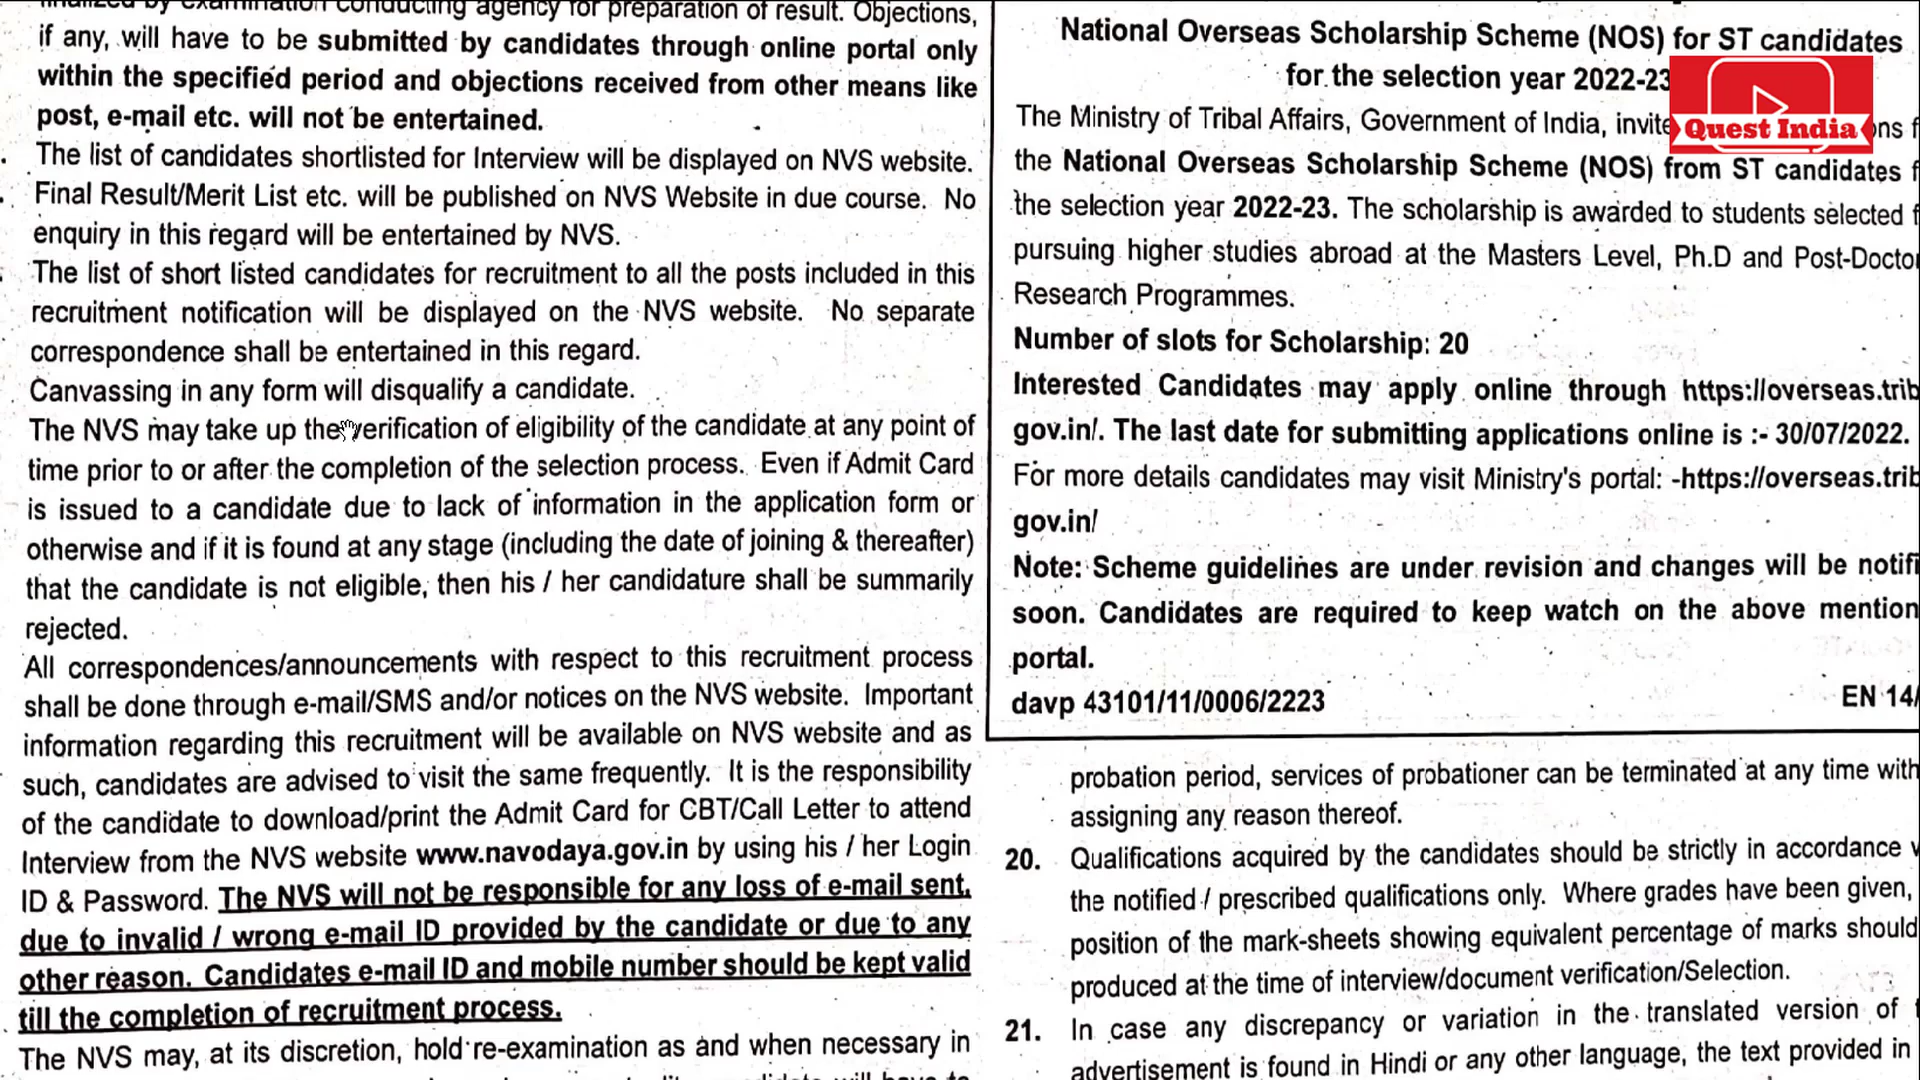 finalized by examination conducting agency for preparation of result. Objections,
if any, will have to be submitted by candidates through online portal only
within the specified period and objections received from other means like
post, e-mail etc. will not be entertained.
The list of candidates shortlisted for Interview will be displayed on NVS website.
Final Result/Merit List etc. will be published on NVS Website in due course. No
enquiry in this regard will be entertained by NVS.
The list of short listed candidates for recruitment to all the posts included in this
recruitment notification will be displayed on the NVS website. No separate
correspondence shall be entertained in this regard.
Canvassing in any form will disqualify a candidate.
The NVS may take up the verification of eligibility of the candidate at any point of
time prior to or after the completion of the selection process. Even if Admit Card
is issued to a candidate due to lack of information in the application form or
otherwise and if it is found at any stage (including the date of joining & thereafter)
that the candidate is not eligible, then his / her candidature shall be summarily
rejected.
All correspondences/announcements with respect to this recruitment process
shall be done through e-mail/SMS and/or notices on the NVS website. Important
information regarding this recruitment will be available on NVS website and as
such, candidates are advised to visit the same frequently. It is the responsibility
of the candidate to download/print the Admit Card for CBT/Call Letter to attend
Interview from the NVS website www.navodaya.gov.in by using his / her Login
ID & Password. The NVS will not be responsible for any loss of e-mail sent,
due to invalid / wrong e-mail ID provided by the candidate or due to any
other reason. Candidates e-mail ID and mobile number should be kept valid
till the completion of recruitment process.
The NVS may, at its discretion, hold re-examination as and when necessary in
National Overseas Scholarship Scheme (NOS) for ST candidates
for the selection year 2022-23
Quest India
The Ministry of Tribal Affairs, Government of India, invite ns f
the National Overseas Scholarship Scheme (NOS) from ST candidates f
the selection year 2022-23. The scholarship is awarded to students selected f
pursuing higher studies abroad at the Masters Level, Ph.D and Post-Docto
Research Programmes.
Number of slots for Scholarship: 20
Interested Candidates may apply online through https://overseas.trib
gov.in/. The last date for submitting applications online is :- 30/07/2022.
For more details candidates may visit Ministry's portal: -https://overseas.trib
gov.in/
Note: Scheme guidelines are under revision and changes will be notifi
soon. Candidates are required to keep watch on the above mention
portal.
davp 43101/11/0006/2223 EN 14/
probation period, services of probationer can be terminated at any time with
assigning any reason thereof.
20. Qualifications acquired by the candidates should be strictly in accordance
the notified / prescribed qualifications only. Where grades have been given,
position of the mark-sheets showing equivalent percentage of marks should
produced at the time of interview/document verification/Selection.
21. In case any discrepancy or variation in the translated version of
advertisement is found in Hindi or any other language, the text provided in